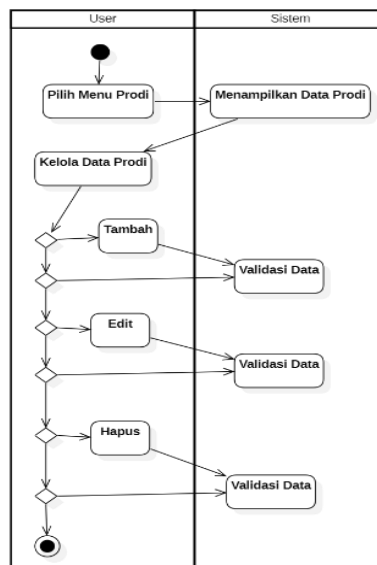 User
Sistem
Pilih Menu Prodi
Menampilkan Data Prodi
Kelola Data Prodi
Tambah
Validasi Data
Edit
Validasi Data
Hapus
Validasi Data